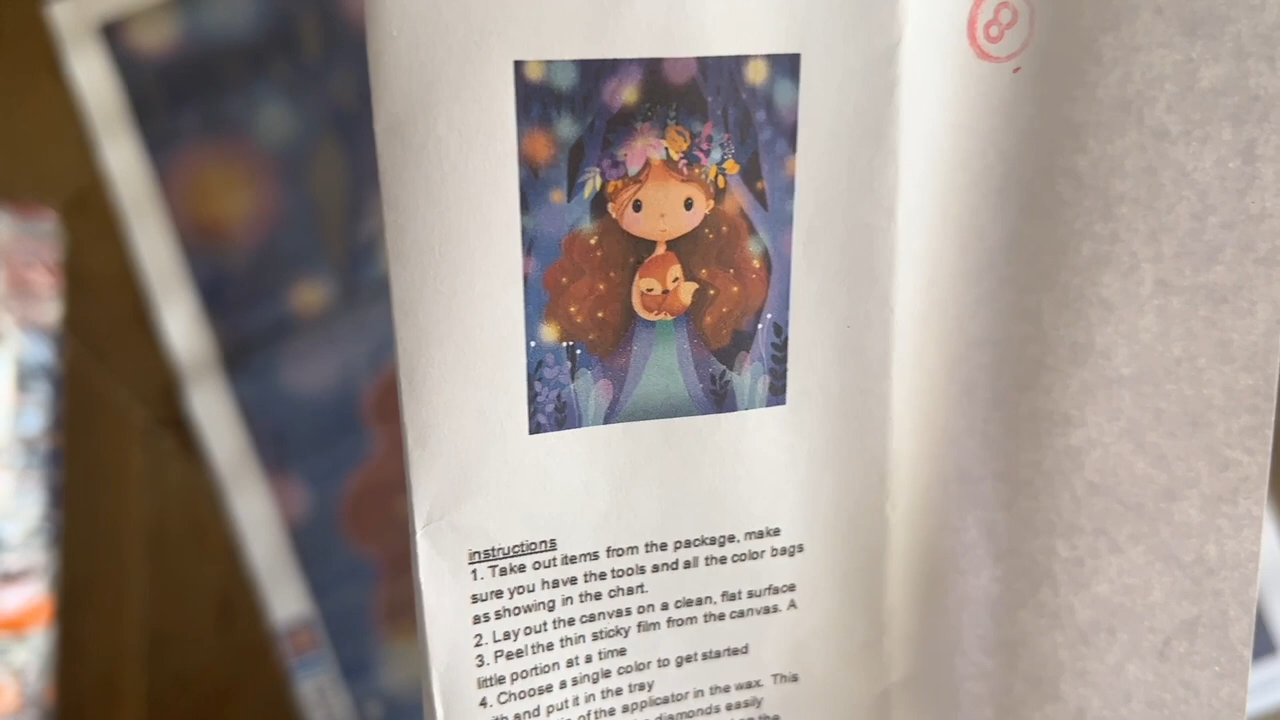 8
instructions
1. Take out items from the package, make
sure you have the tools and all the color bags
as showing in the chart.
2. Lay out the canvas on a clean, flat surface
3. Peel the thin sticky film from the canvas. A
little portion at a time
4. Choose a single color to get started
and put it in the tray
of the applicator in the wax. This
diamonds easily
the